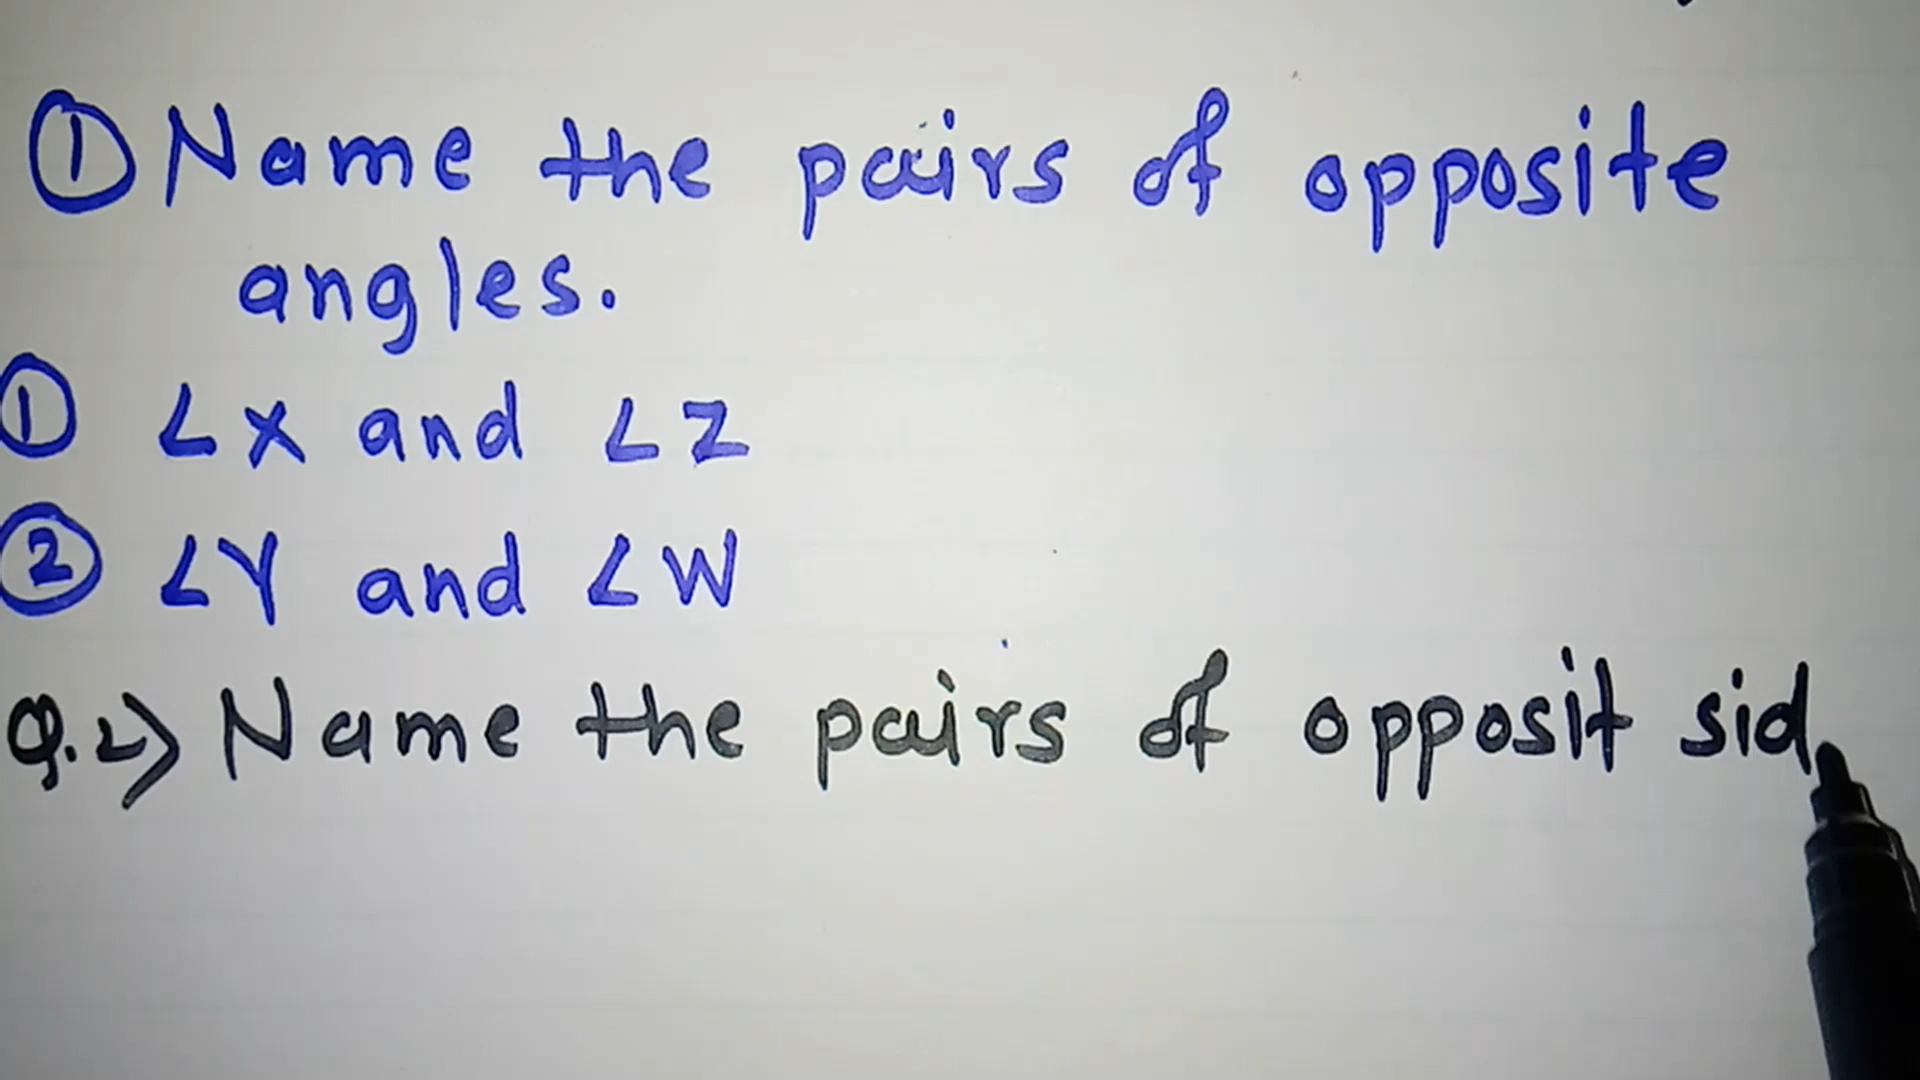 ① Name the pairs of opposite
angles.
① ∠X and ∠Z
② ∠Y and ∠W
Q.2) Name the pairs of opposit sid